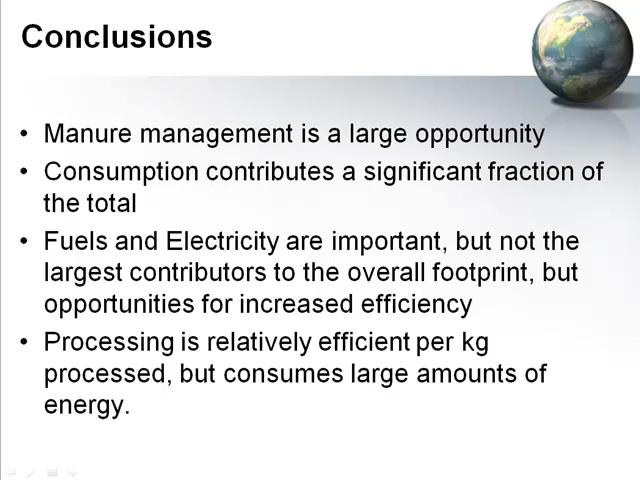 Conclusions
• Manure management is a large opportunity
• Consumption contributes a significant fraction of
the total
• Fuels and Electricity are important, but not the
largest contributors to the overall footprint, but
opportunities for increased efficiency
• Processing is relatively efficient per kg
processed, but consumes large amounts of
energy.